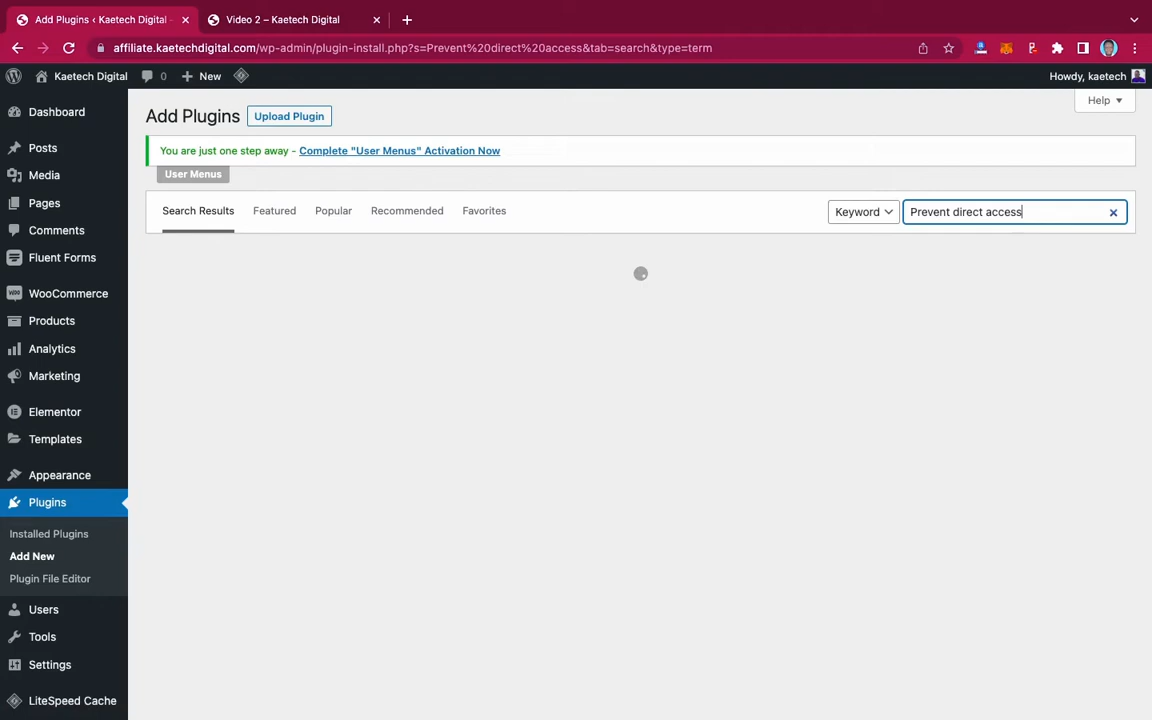 Add Plugins ‹ Kaetech Digital -
Video 2 – Kaetech Digital
affiliate.kaetechdigital.com/wp-admin/plugin-install.php?s=Prevent%20direct%20access&tab=search&type=term
Kaetech Digital
0
New
Howdy, kaetech
Dashboard
Posts
Media
Pages
Comments
Fluent Forms
WooCommerce
Products
Analytics
Marketing
Elementor
Templates
Appearance
Plugins
Installed Plugins
Add New
Plugin File Editor
Users
Tools
Settings
LiteSpeed Cache
Help
Add Plugins
Upload Plugin
You are just one step away - Complete "User Menus" Activation Now
User Menus
Search Results
Featured
Popular
Recommended
Favorites
Keyword
Prevent direct access